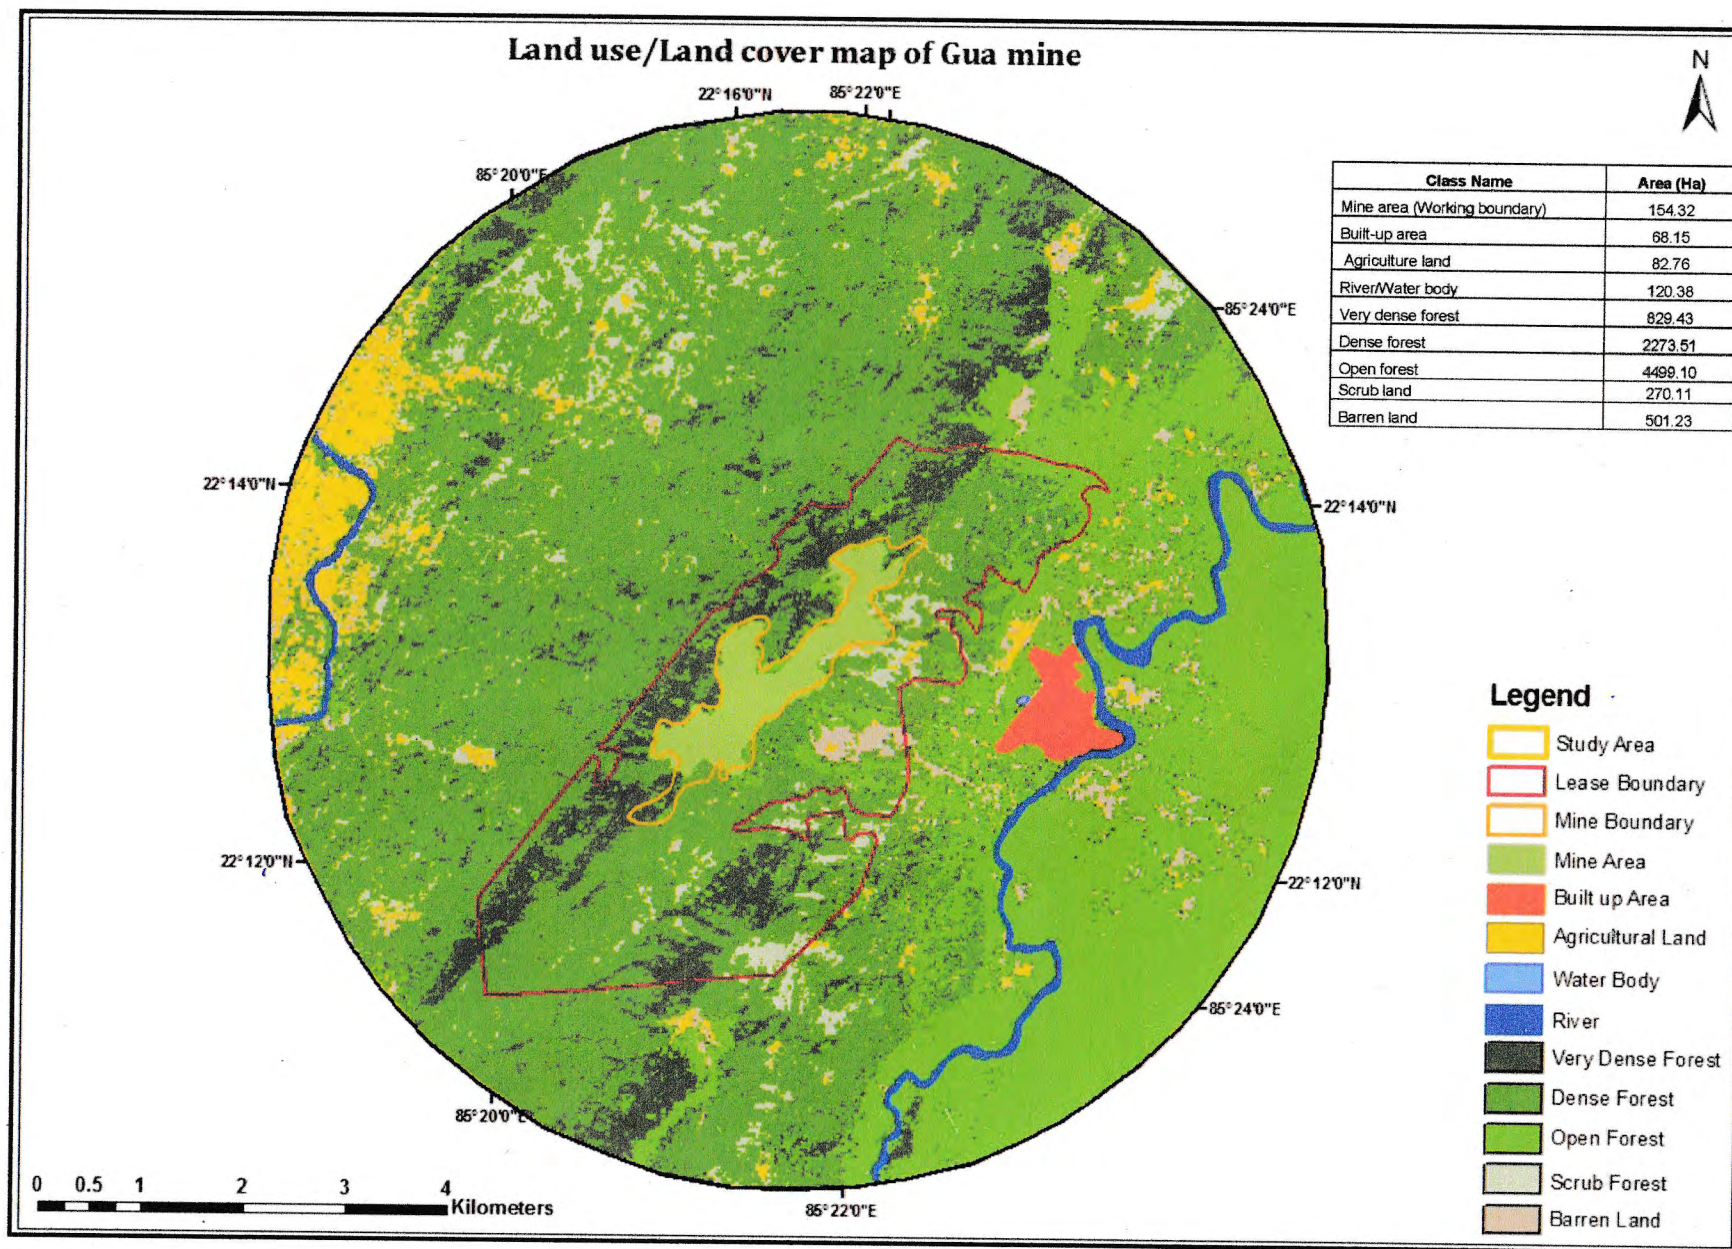 Land use/Land cover map of Gua mine
N
22°16'0"N
85°22'0"E
85°20'0"E
85°24'0"E
22°14'0"N
22°14'0"N
22°12'0"N
22°12'0"N
85°24'0"E
85°20'0"E
85°22'0"E
Class Name Area (Ha)
Mine area (Working boundary) 154.32
Built-up area 68.15
Agriculture land 82.76
River/Water body 120.38
Very dense forest 829.43
Dense forest 2273.51
Open forest 4499.10
Scrub land 270.11
Barren land 501.23
Legend
Study Area
Lease Boundary
Mine Boundary
Mine Area
Built up Area
Agricultural Land
Water Body
River
Very Dense Forest
Dense Forest
Open Forest
Scrub Forest
Barren Land
0 0.5 1 2 3 4
Kilometers